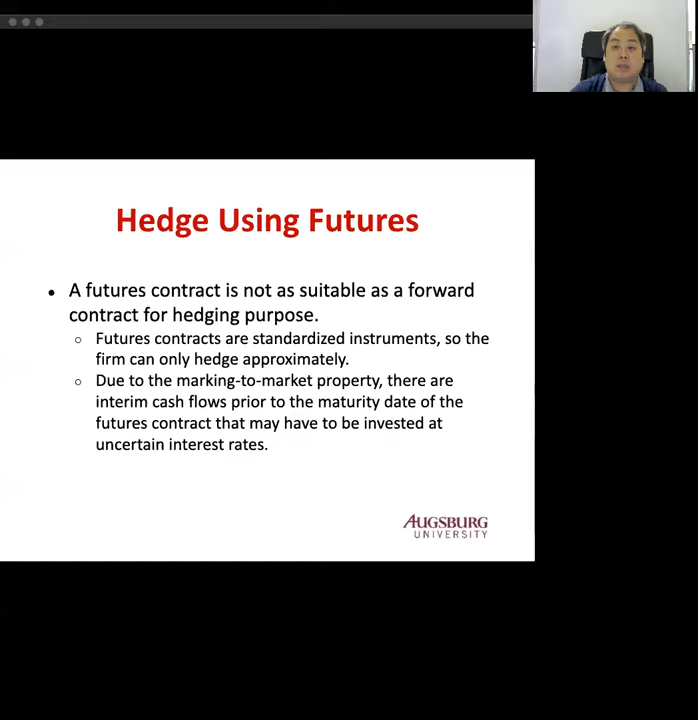 Hedge Using Futures
• A futures contract is not as suitable as a forward
contract for hedging purpose.
○ Futures contracts are standardized instruments, so the
firm can only hedge approximately.
○ Due to the marking-to-market property, there are
interim cash flows prior to the maturity date of the
futures contract that may have to be invested at
uncertain interest rates.
AUGSBURG
UNIVERSITY